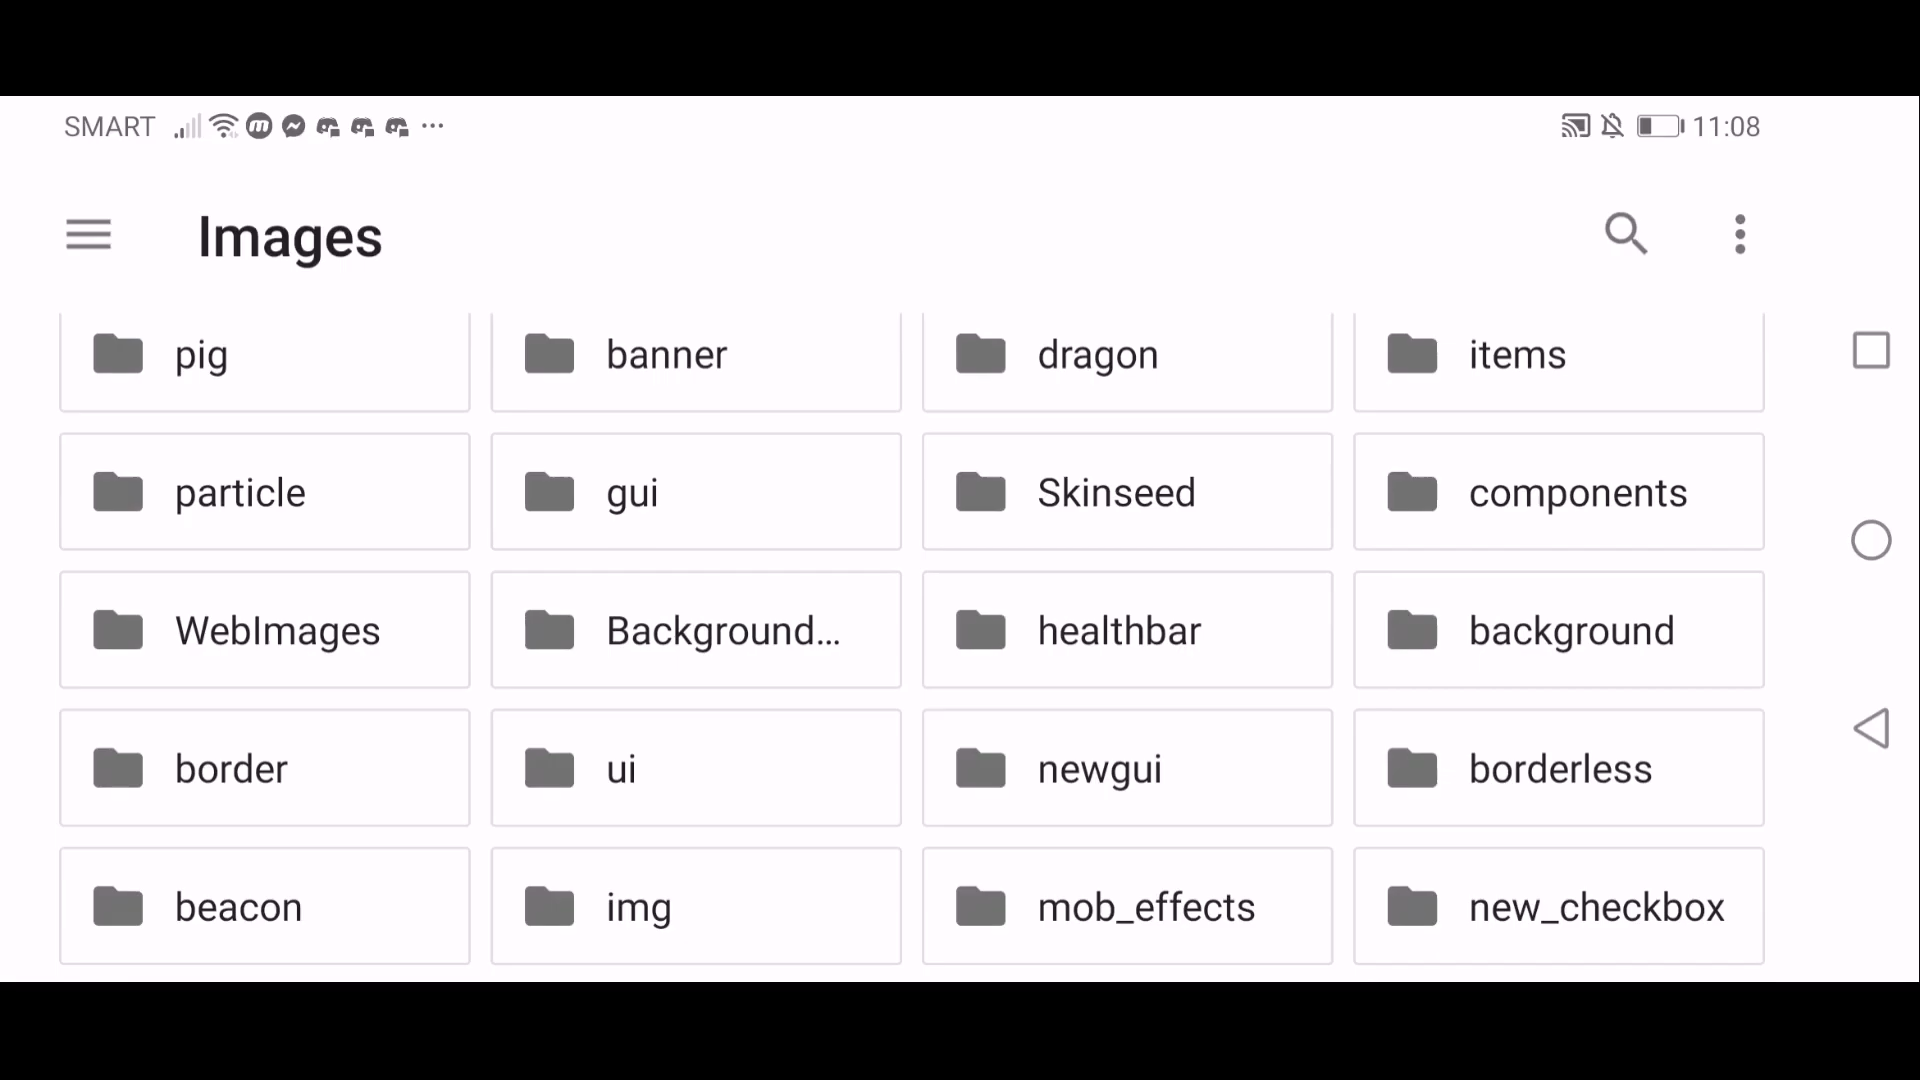 SMART 11:08
Images
pig banner dragon items
particle gui Skinseed components
WebImages Background... healthbar background
border ui newgui borderless
beacon img mob_effects new_checkbox